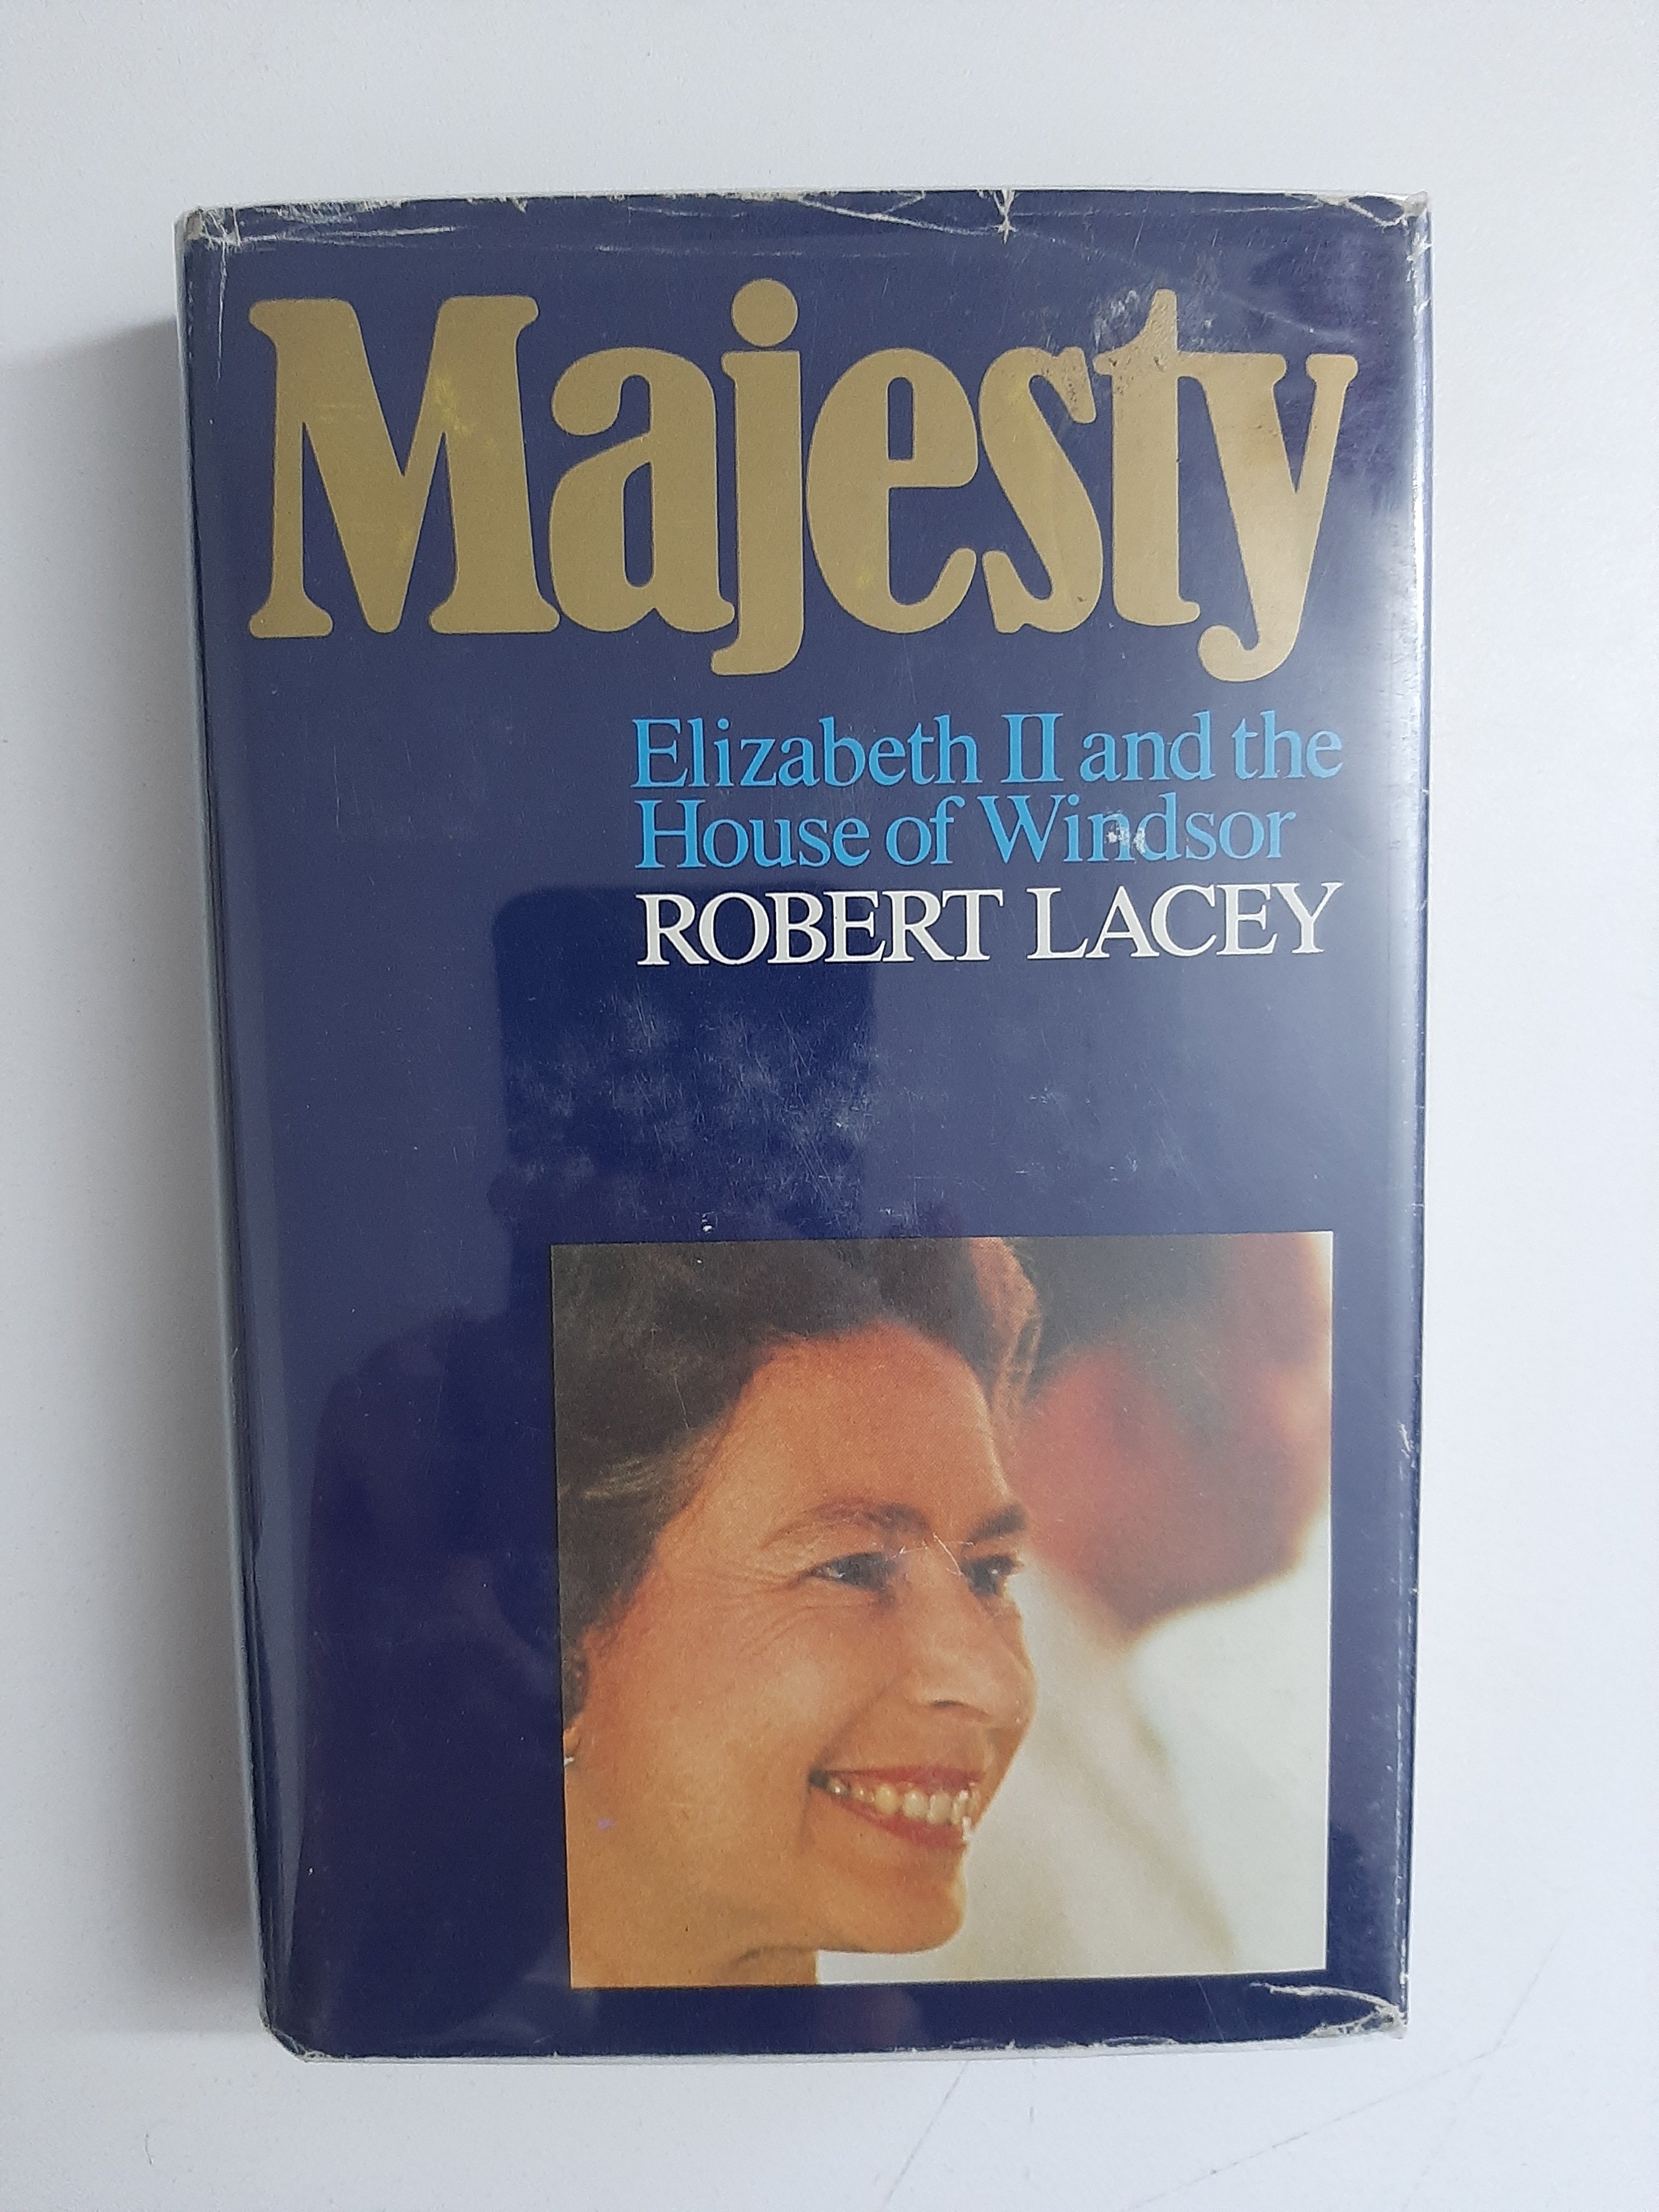 Majesty
Elizabeth II and the
House of Windsor
ROBERT LACEY